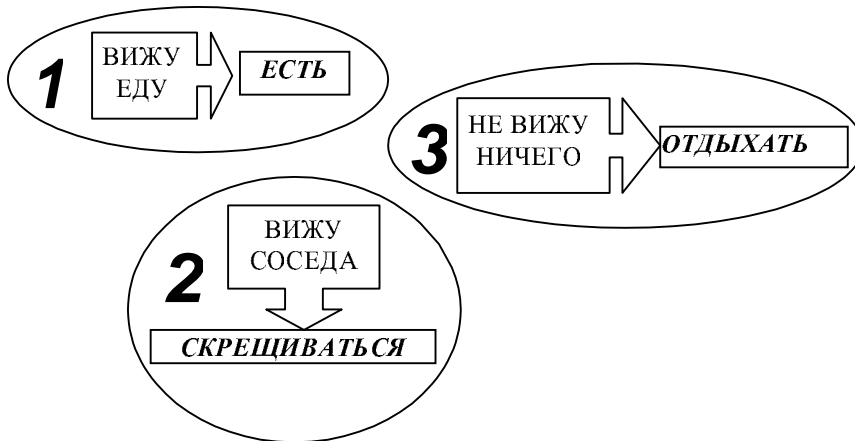 1
ВИЖУ
ЕДУ
ЕСТЬ
2
ВИЖУ
СОСЕДА
СКРЕЩИВАТЬСЯ
3
НЕ ВИЖУ
НИЧЕГО
ОТДЫХАТЬ